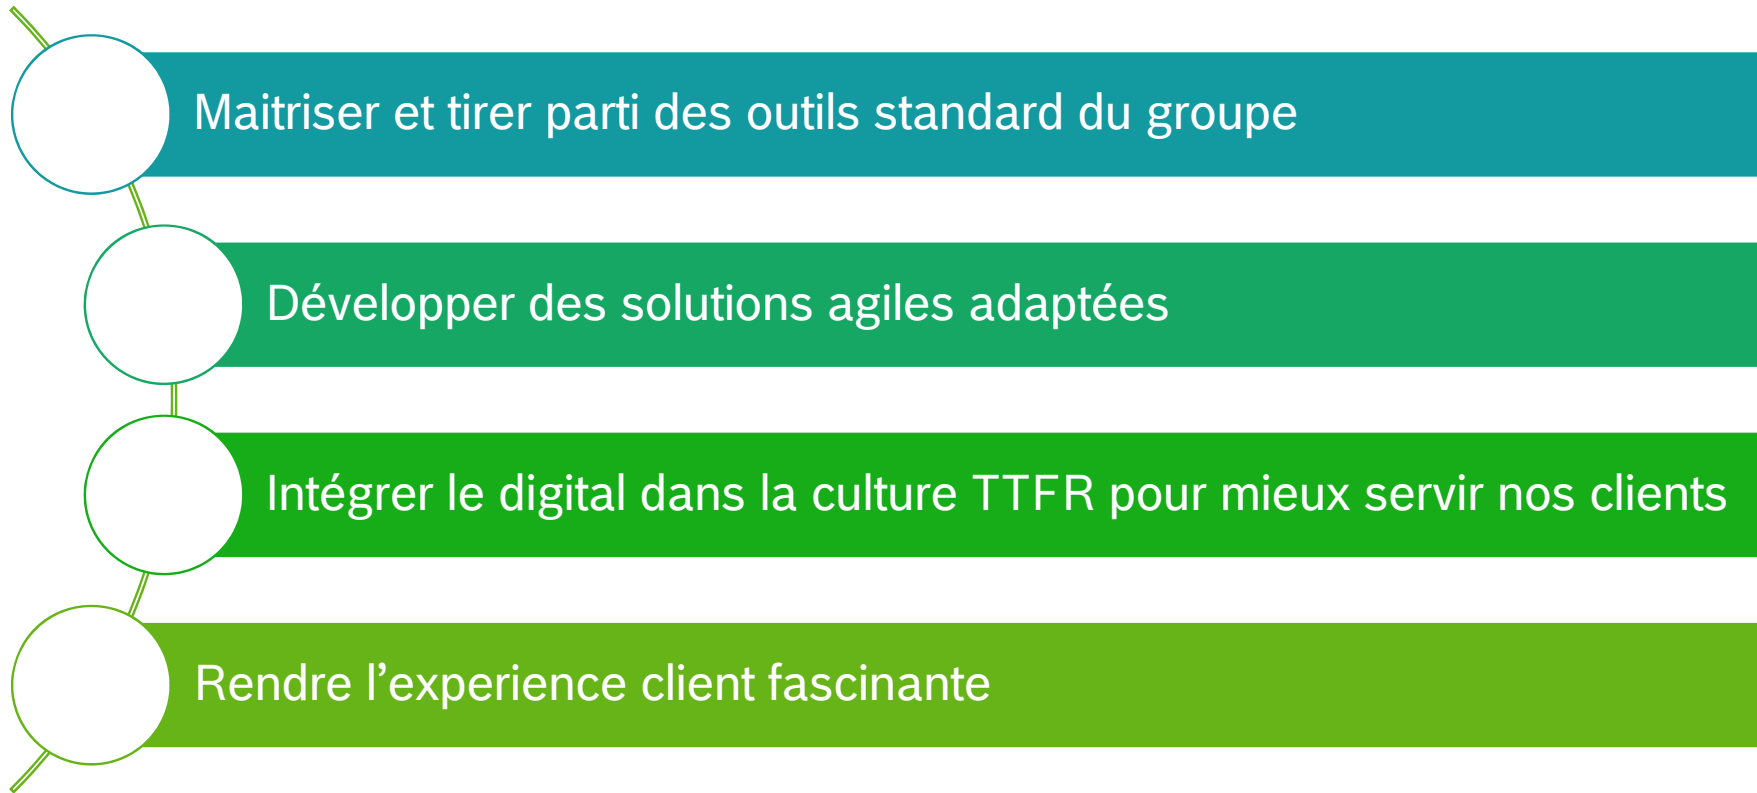 Maitriser et tirer parti des outils standard du groupe
Développer des solutions agiles adaptées
Intégrer le digital dans la culture TTFR pour mieux servir nos clients
Rendre l’experience client fascinante